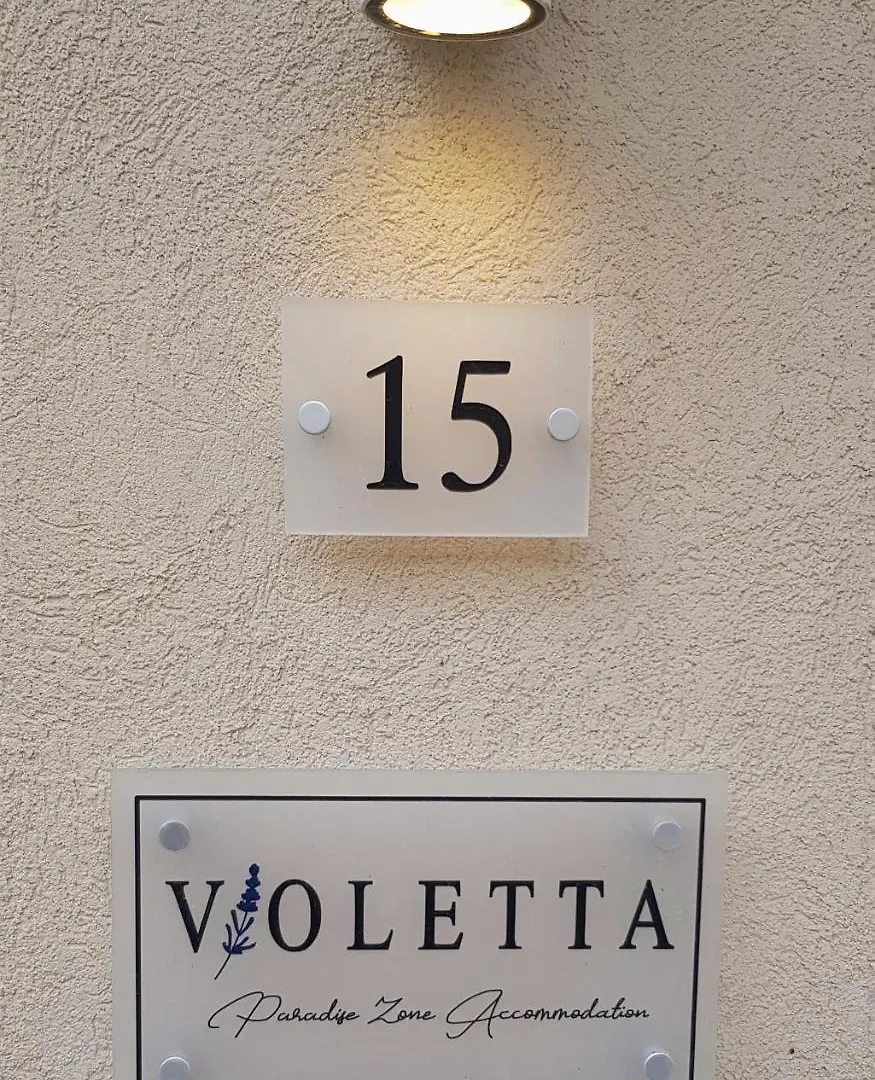 15
VIOLETTA
Paradise Zone Accommodation